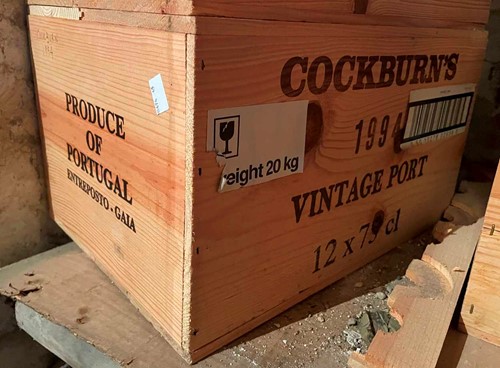 PRODUCE
OF
PORTUGAL
ENTREPOSTO - GAIA
COCKBURN'S
1994
eight 20 kg
VINTAGE PORT
12 x 75 cl